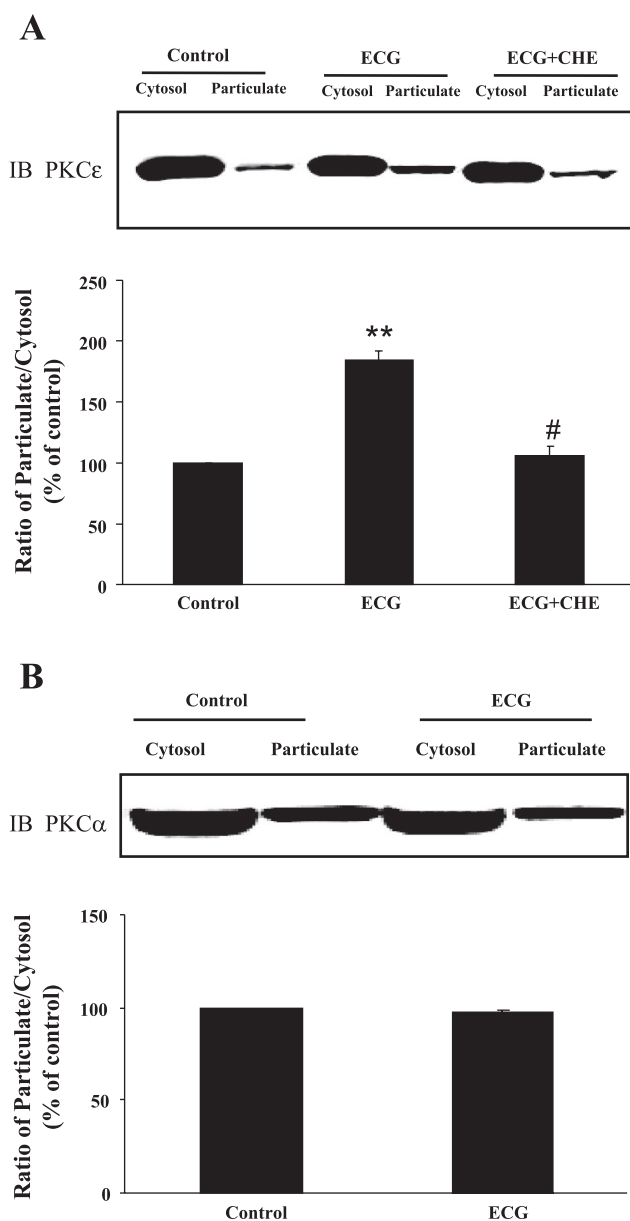 A
Control ECG ECG+CHE
Cytosol Particulate Cytosol Particulate Cytosol Particulate
IB PKCε
Ratio of Particulate/Cytosol
(% of control)
250
200
150
100
50
0
**
#
Control ECG ECG+CHE
B
Control ECG
Cytosol Particulate Cytosol Particulate
IB PKCα
Ratio of Particulate/Cytosol
(% of control)
150
100
50
0
Control ECG